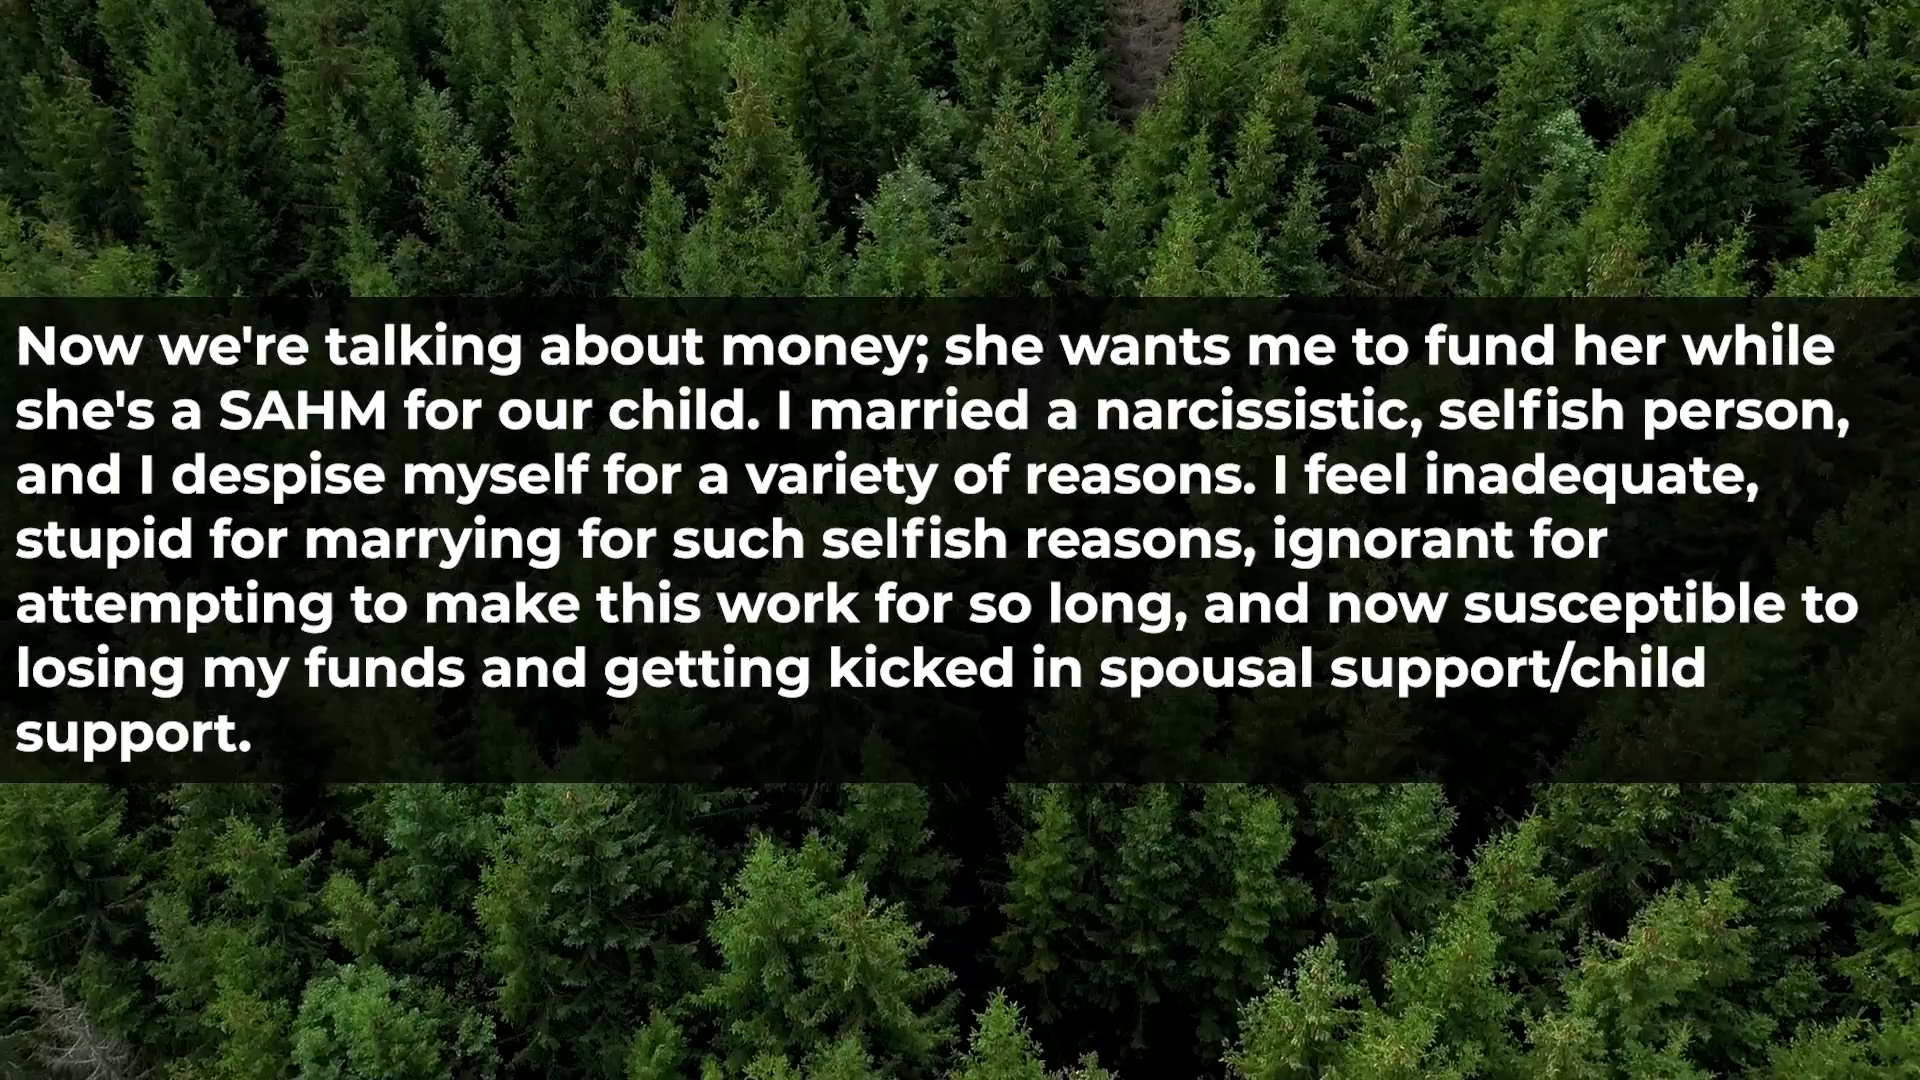 Now we're talking about money; she wants me to fund her while
she's a SAHM for our child. I married a narcissistic, selfish person,
and I despise myself for a variety of reasons. I feel inadequate,
stupid for marrying for such selfish reasons, ignorant for
attempting to make this work for so long, and now susceptible to
losing my funds and getting kicked in spousal support/child
support.